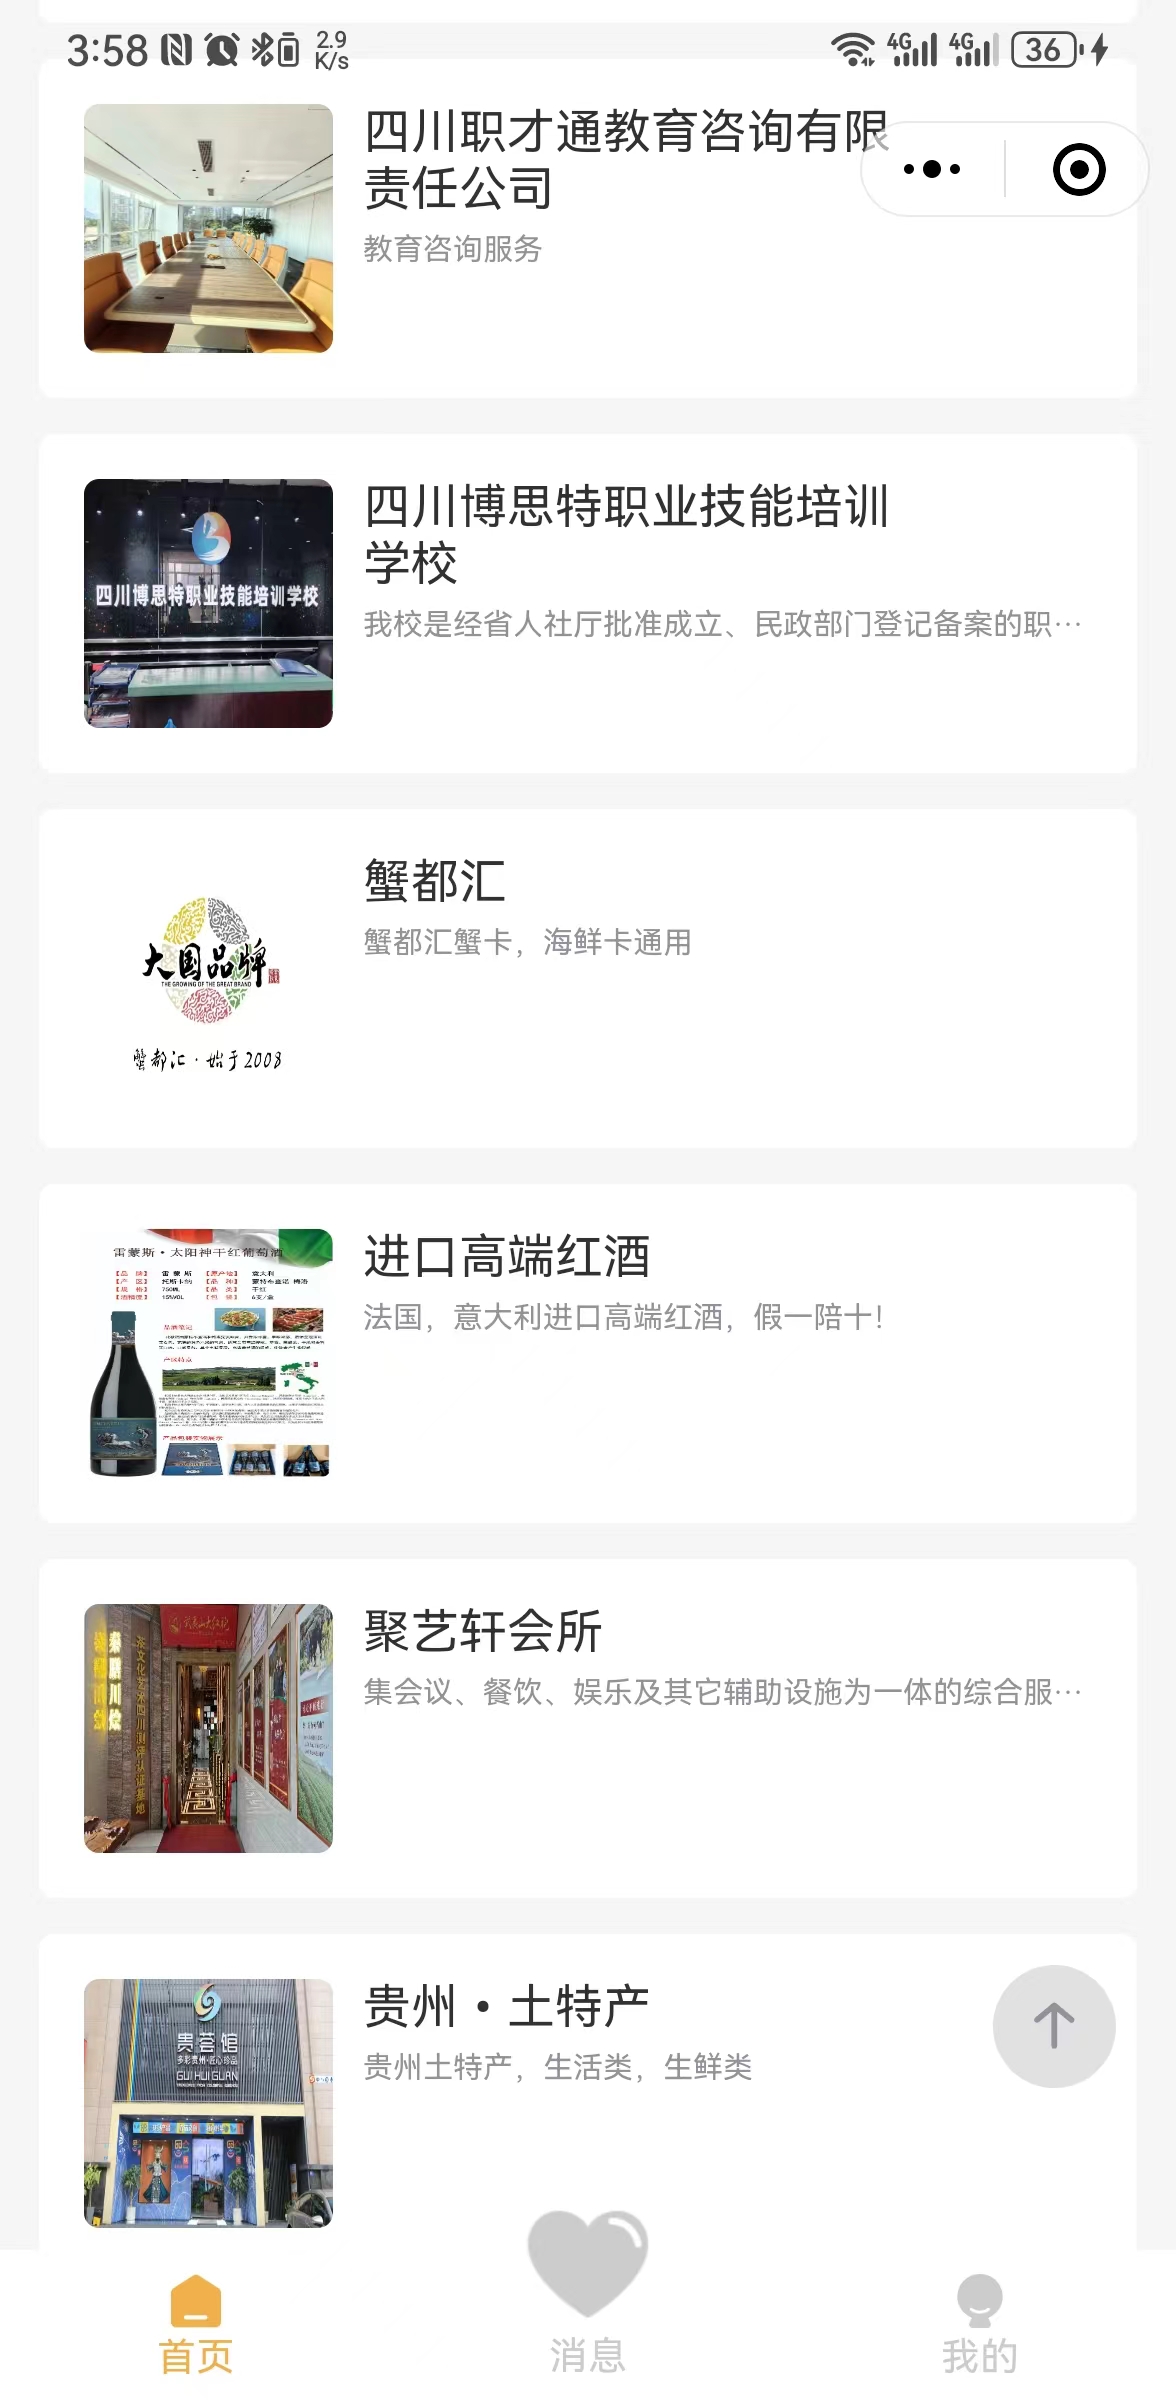 3:58
2.9
K/s
4G
4G
36
四川职才通教育咨询有限
责任公司
教育咨询服务
四川博思特职业技能培训学校
四川博思特职业技能培训
学校
我校是经省人社厅批准成立、民政部门登记备案的职…
大国品牌
THE GROWING OF THE GREAT BRAND
蟹都汇·始于2008
蟹都汇
蟹都汇蟹卡，海鲜卡通用
雷蒙斯·太阳神干红葡萄酒
进口高端红酒
法国，意大利进口高端红酒，假一陪十！
聚艺轩会所
集会议、餐饮、娱乐及其它辅助设施为一体的综合服…
贵荟馆
多彩贵州·匠心珍品
GUI HUI GUAN
贵州·土特产
贵州土特产，生活类，生鲜类
首页
消息
我的